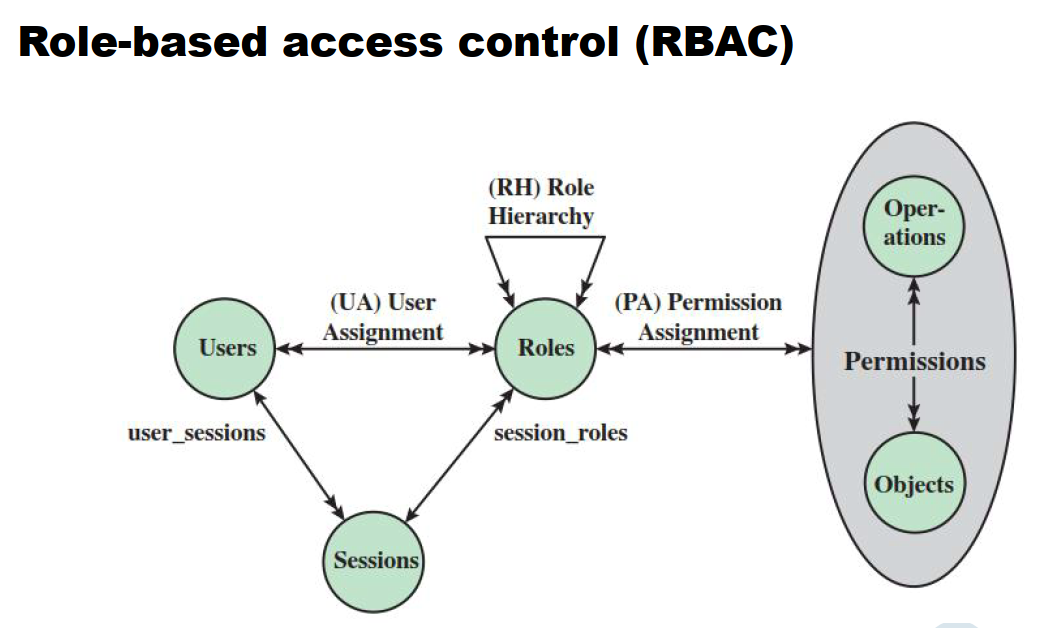 Role-based access control (RBAC)
(RH) Role
Hierarchy
Oper-
ations
(UA) User
Assignment
(PA) Permission
Assignment
Users
Roles
Permissions
user_sessions
session_roles
Objects
Sessions